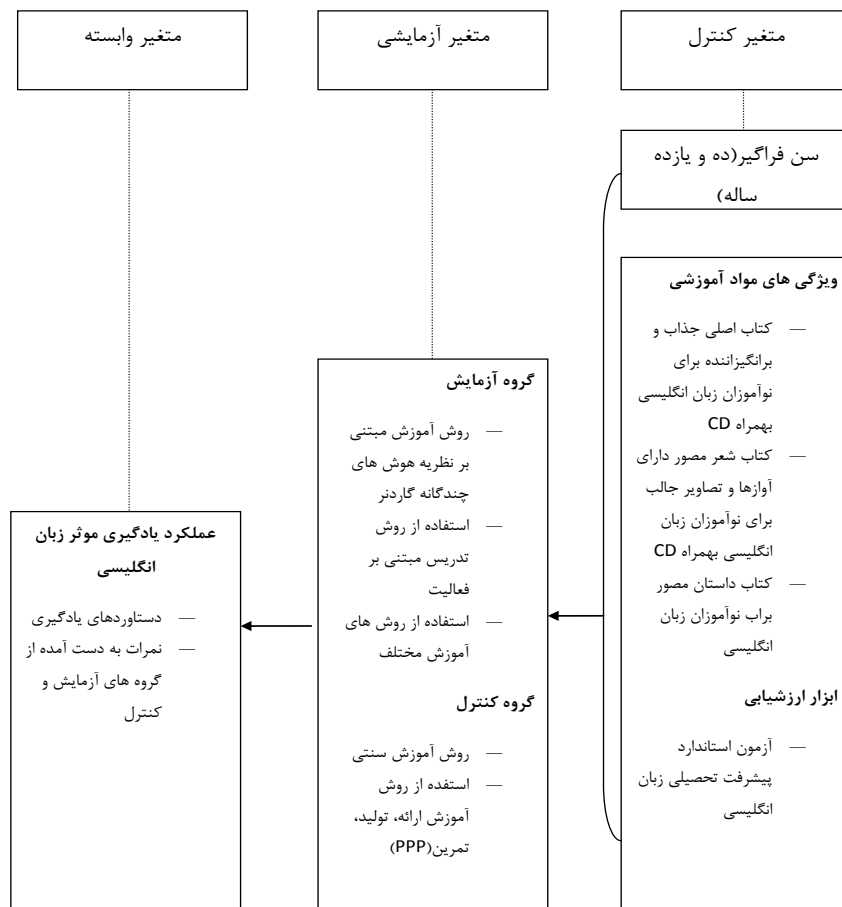 متغیر کنترل
متغیر آزمایشی
متغیر وابسته
سن فراگیر(ده و یازده
ساله)
ویژگی های مواد آموزشی
— کتاب اصلی جذاب و
برانگیزاننده برای
نوآموزان زبان انگلیسی
بهمراه CD
— کتاب شعر مصور دارای
آوازها و تصاویر جالب
برای نوآموزان زبان
انگلیسی بهمراه CD
— کتاب داستان مصور
براب نوآموزان زبان
انگلیسی
ابزار ارزشیابی
— آزمون استاندارد
پیشرفت تحصیلی زبان
انگلیسی
گروه آزمایش
— روش آموزش مبتنی
بر نظریه هوش های
چندگانه گاردنر
— استفاده از روش
تدریس مبتنی بر
فعالیت
— استفاده از روش های
آموزش مختلف
گروه کنترل
— روش آموزش سنتی
— استفده از روش
آموزش ارائه، تولید،
تمرین(PPP)
عملکرد یادگیری موثر زبان
انگلیسی
— دستاوردهای یادگیری
— نمرات به دست آمده از
گروه های آزمایش و
کنترل